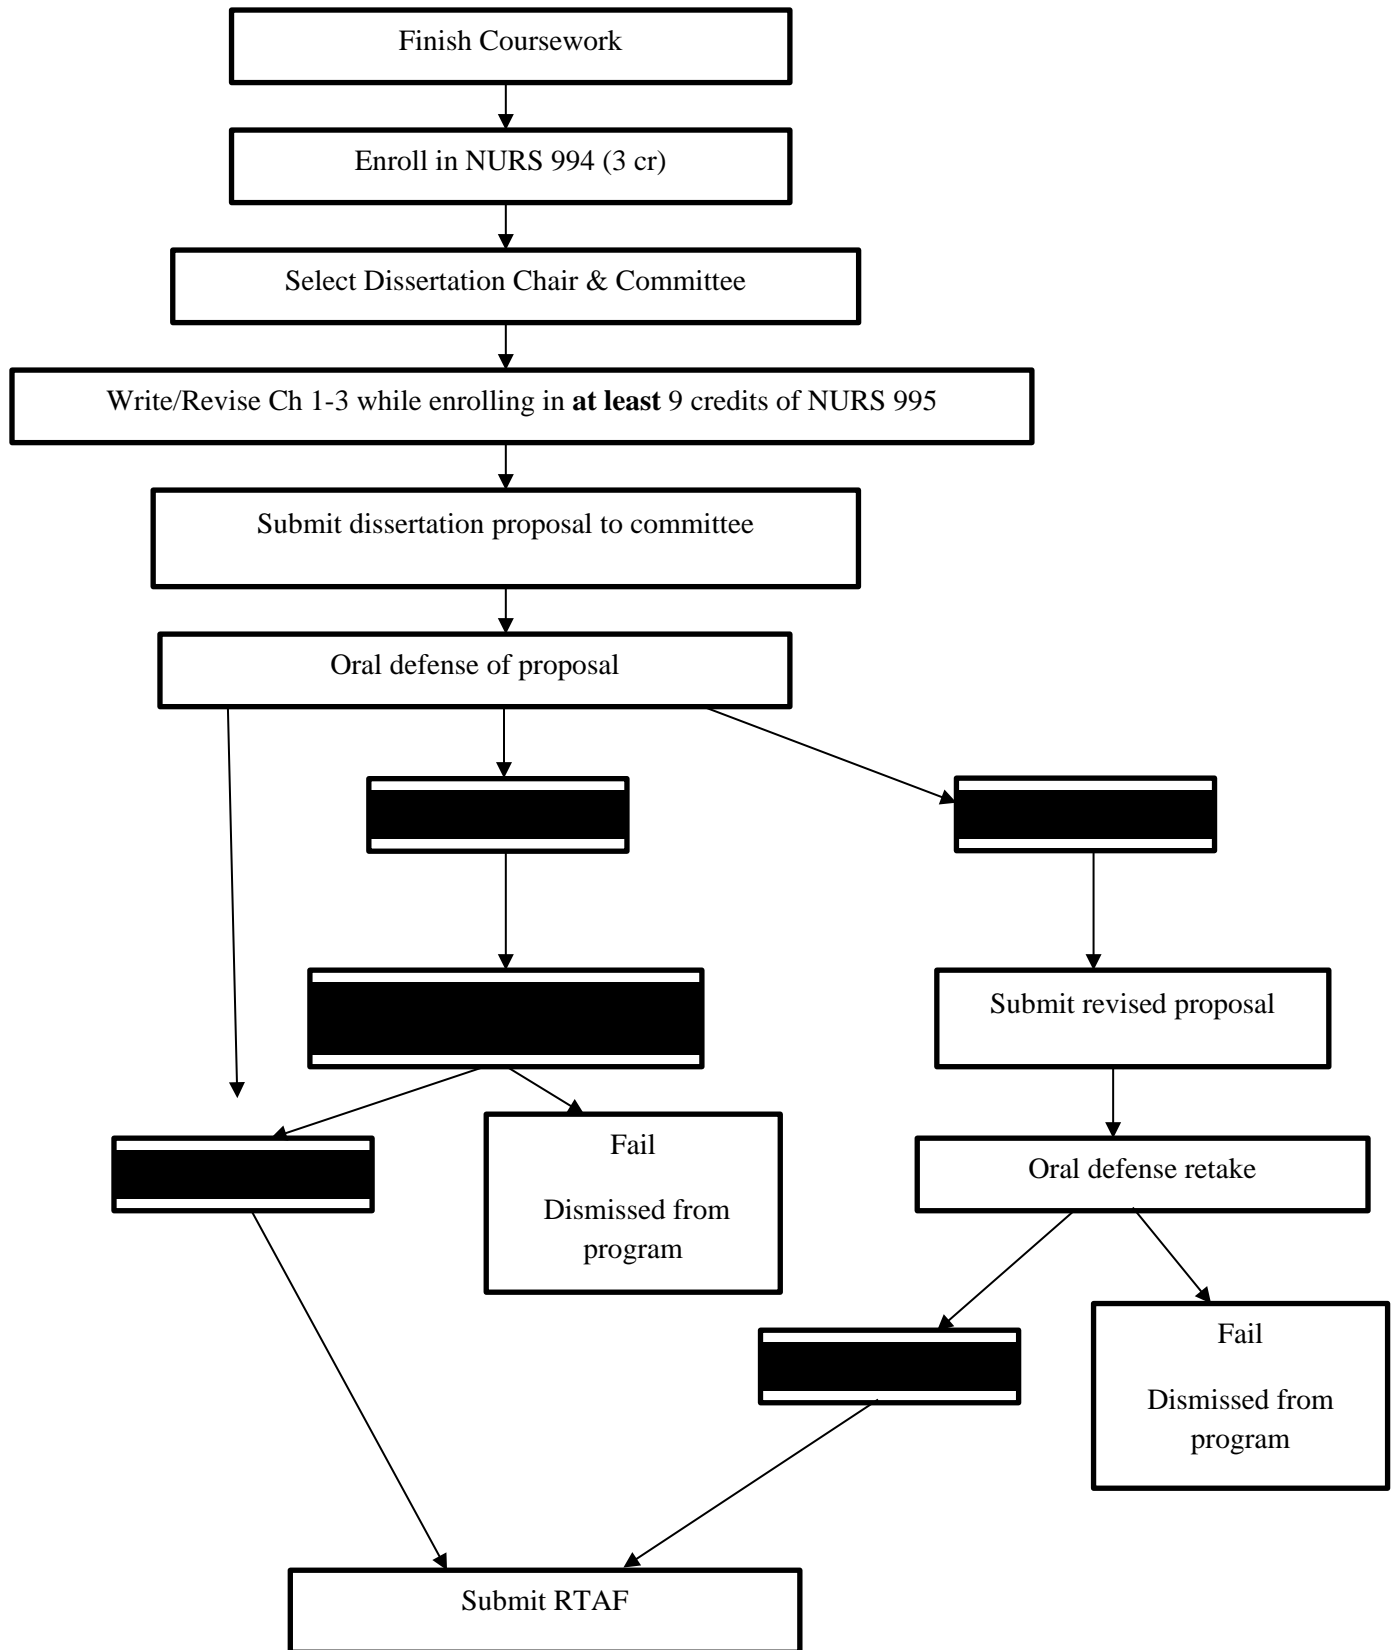 Finish Coursework
Enroll in NURS 994 (3 cr)
Select Dissertation Chair & Committee
Write/Revise Ch 1-3 while enrolling in at least 9 credits of NURS 995
Submit dissertation proposal to committee
Oral defense of proposal
Submit revised proposal
Fail
Dismissed from
program
Oral defense retake
Fail
Dismissed from
program
Submit RTAF